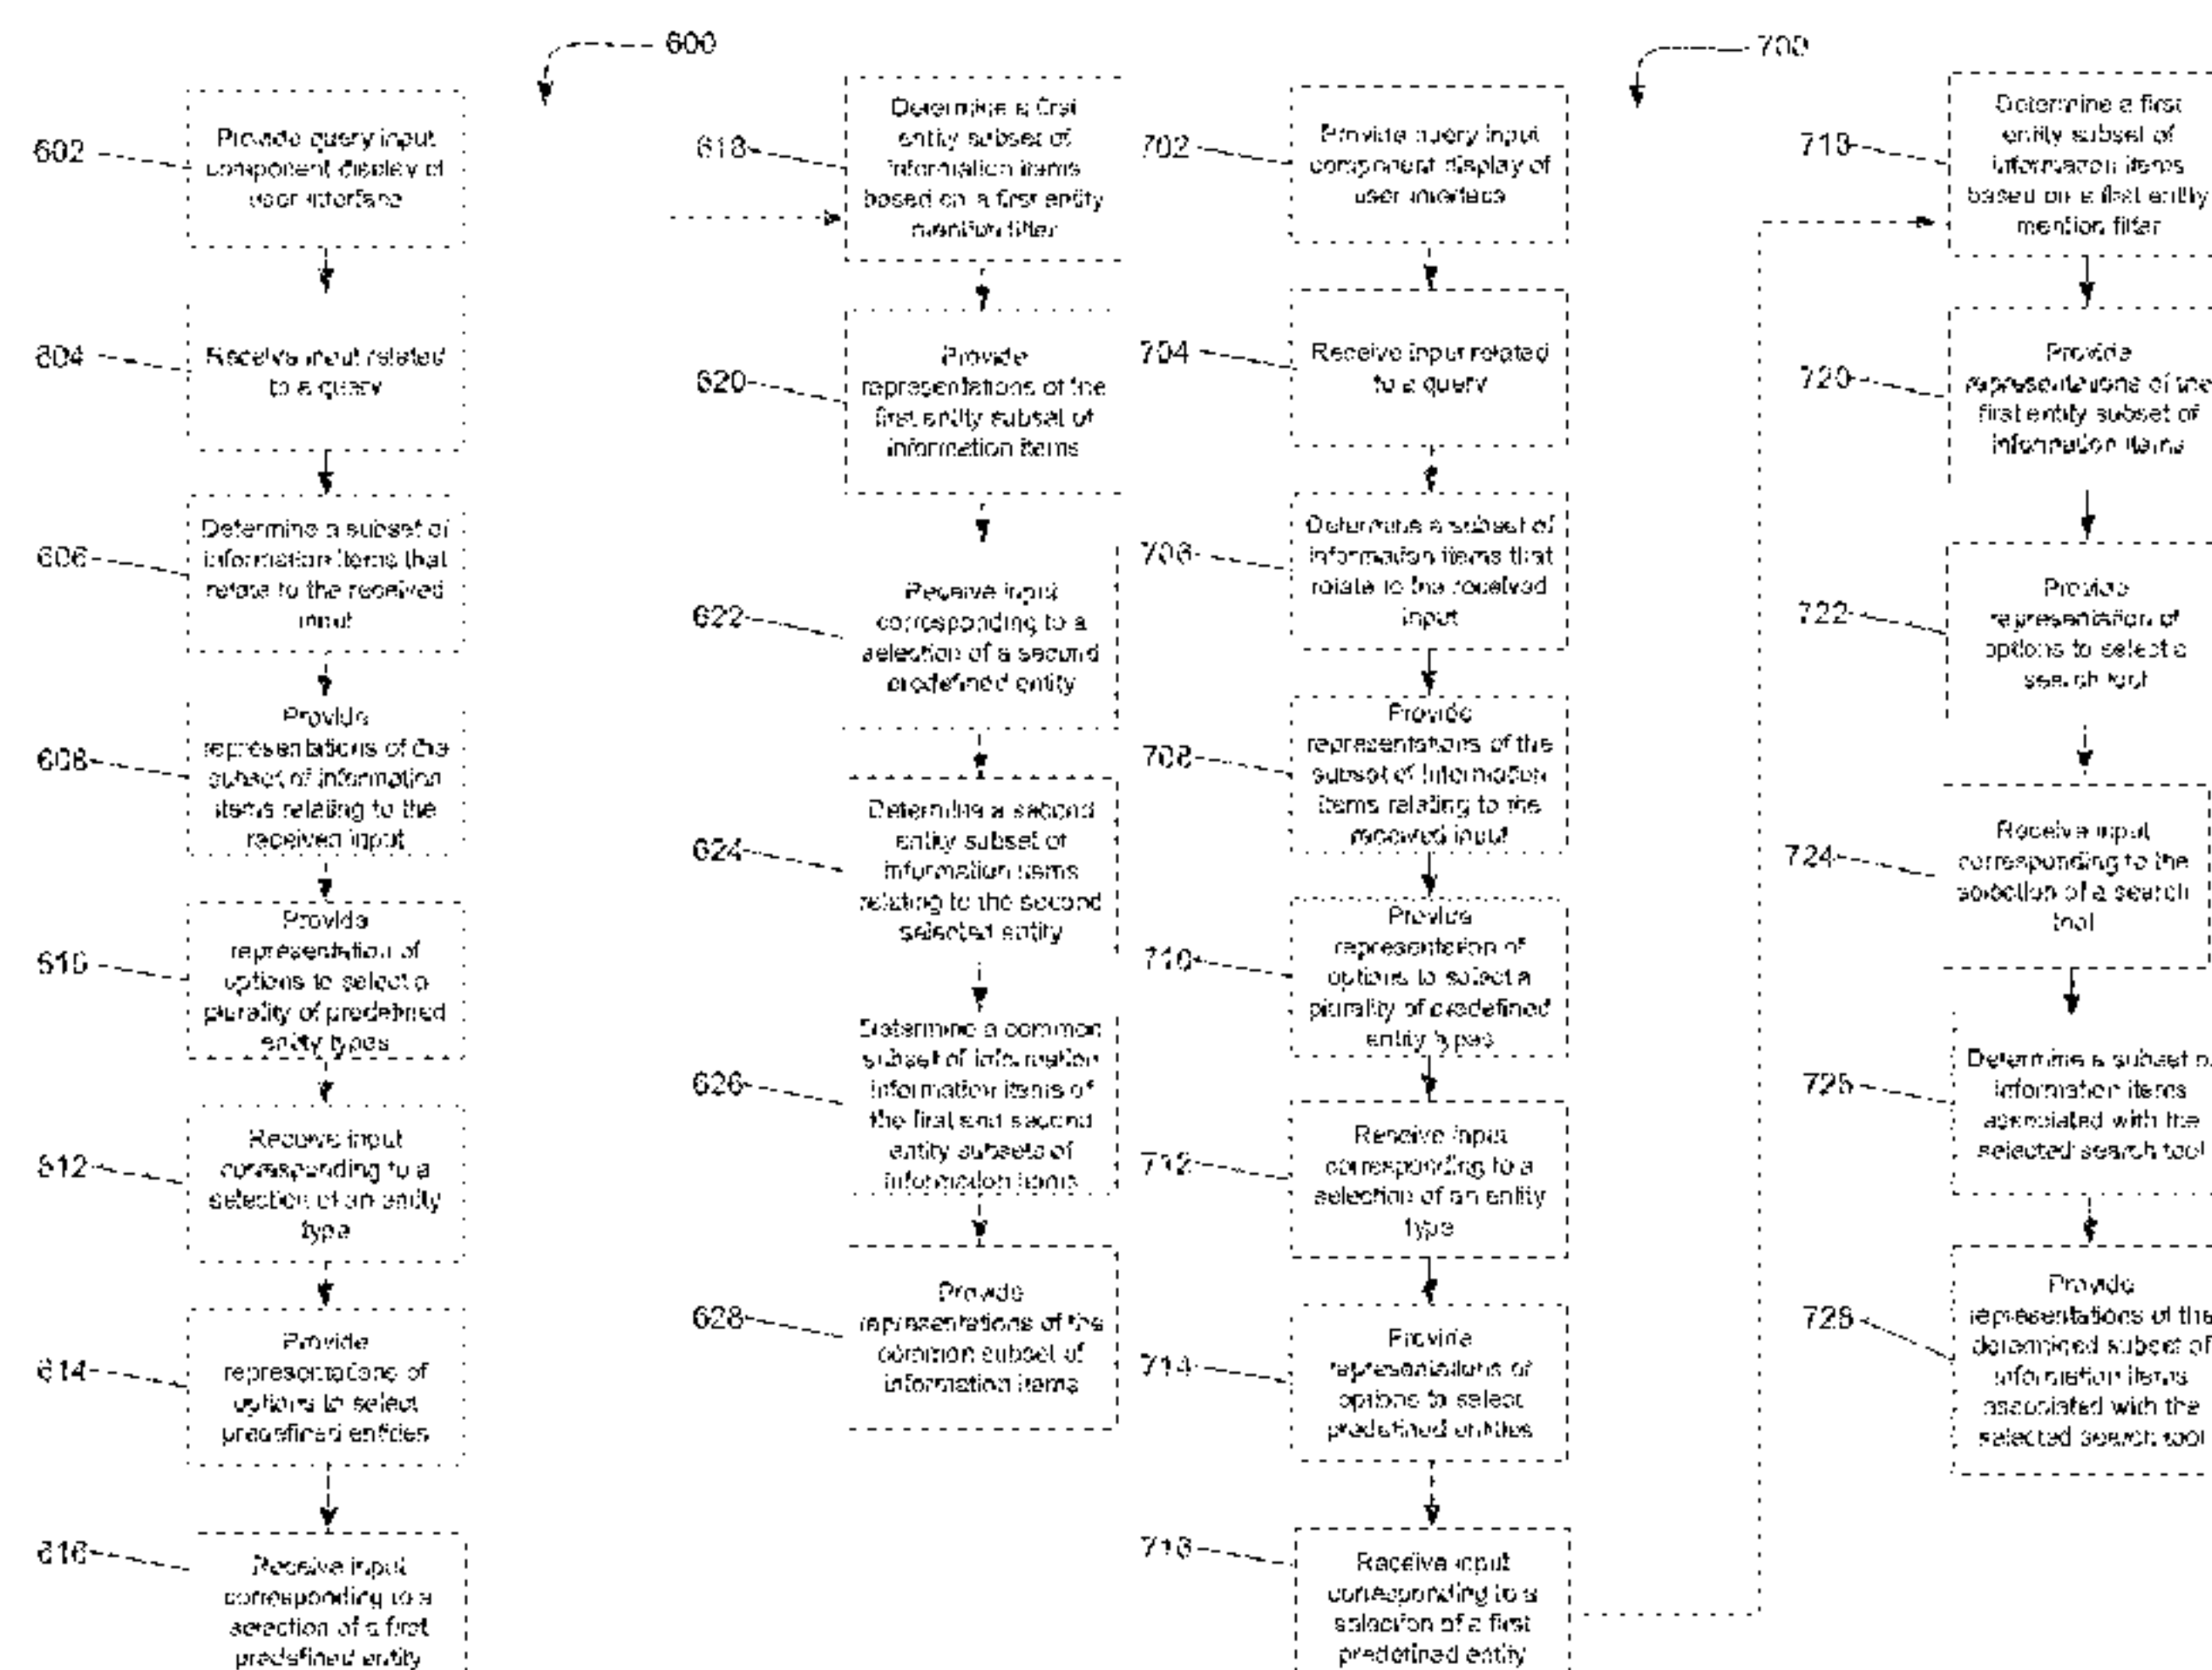 600
602
Provide query input
component display of
user interface
604
Receive input related
to a query
606
Determine a subset of
information items that
relate to the received
input
608
Provide
representations of the
subset of information
items relating to the
received input
610
Provide
representation of
options to select a
plurality of predefined
entity types
612
Receive input
corresponding to a
selection of an entity
type
614
Provide
representations of
options to select
predefined entities
616
Receive input
corresponding to a
selection of a first
predefined entity
618
Determine a first
entity subset of
information items
based on a first entity
mention filter
620
Provide
representations of the
first entity subset of
information items
622
Receive input
corresponding to a
selection of a second
predefined entity
624
Determine a second
entity subset of
information items
relating to the second
selected entity
626
Determine a common
subset of information
information items of
the first and second
entity subsets of
information items
628
Provide
representations of the
common subset of
information items
700
702
Provide query input
component display of
user interface
704
Receive input related
to a query
706
Determine a subset of
information items that
relate to the received
input
708
Provide
representations of the
subset of information
items relating to the
received input
710
Provide
representation of
options to select a
plurality of predefined
entity types
712
Receive input
corresponding to a
selection of an entity
type
714
Provide
representations of
options to select
predefined entities
716
Receive input
corresponding to a
selection of a first
predefined entity
718
Determine a first
entity subset of
information items
based on a first entity
mention filter
720
Provide
representations of the
first entity subset of
information items
722
Provide
representation of
options to select a
search tool
724
Receive input
corresponding to the
selection of a search
tool
726
Determine a subset of
information items
associated with the
selected search tool
728
Provide
representations of the
determined subset of
information items
associated with the
selected search tool